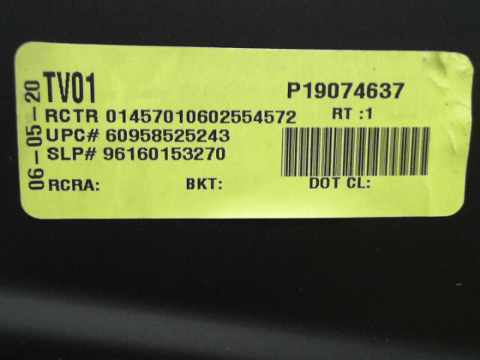 06-05-20
TV01 P19074637
RCTR 01457010602554572 RT :1
UPC# 60958525243
SLP# 96160153270
RCRA: BKT: DOT CL: